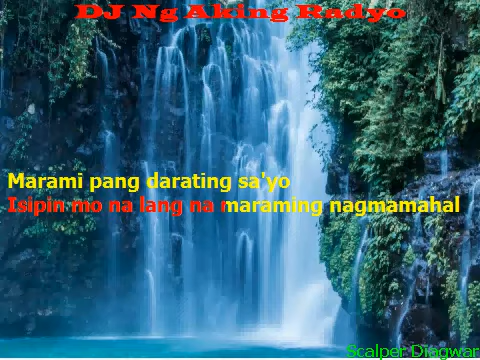 DJ Ng Aking Radyo
Marami pang darating sa'yo
Isipin mo na lang na maraming nagmamahal
Scalper Diagwar